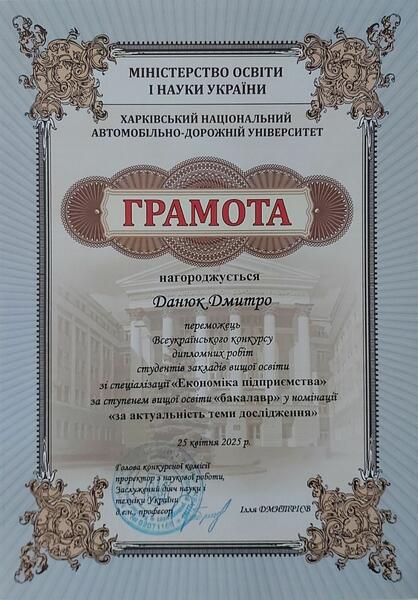 МІНІСТЕРСТВО ОСВІТИ
І НАУКИ УКРАЇНИ
ХАРКІВСЬКИЙ НАЦІОНАЛЬНИЙ
АВТОМОБІЛЬНО-ДОРОЖНІЙ УНІВЕРСИТЕТ
ГРАМОТА
нагороджується
Данюк Дмитро
переможець
Всеукраїнського конкурсу
дипломних робіт
студентів закладів вищої освіти
зі спеціалізації «Економіка підприємства»
за ступенем вищої освіти «бакалавр» у номінації
«за актуальність теми дослідження»
25 квітня 2025 р.
Голова конкурсної комісії
проректор з наукової роботи,
Заслужений діяч науки і
техніки України
д.е.н., професор
Ілля ДМИТРІЄВ